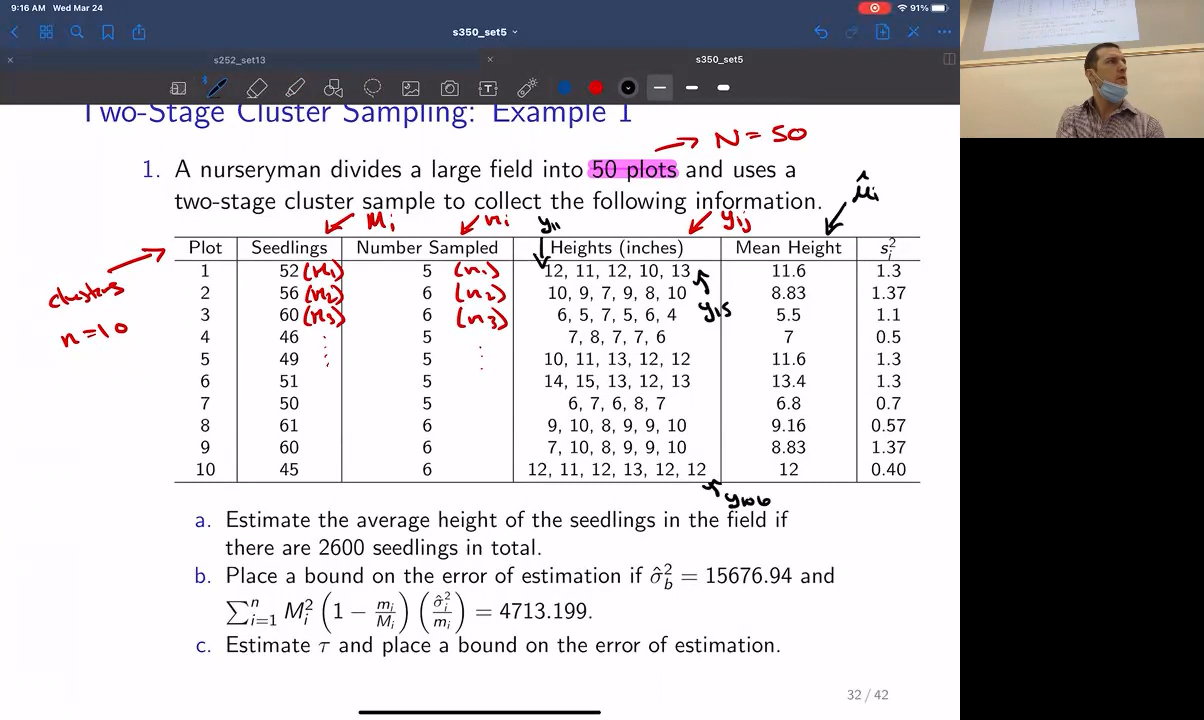 9:16 AM Wed Mar 24
91%
s350_set5
s252_set13
s350_set5
Two-Stage Cluster Sampling: Example 1
→ N = 50
1. A nurseryman divides a large field into 50 plots and uses a
two-stage cluster sample to collect the following information.
Mi ni y11 yij μ̂i
Plot Seedlings Number Sampled Heights (inches) Mean Height s²i
1 52 (M1) 5 (n1) 12, 11, 12, 10, 13 11.6 1.3
2 56 (M2) 6 (n2) 10, 9, 7, 9, 8, 10 8.83 1.37
3 60 (M3) 6 (n3) 6, 5, 7, 5, 6, 4 5.5 1.1
4 46 5 7, 8, 7, 7, 6 7 0.5
5 49 5 10, 11, 13, 12, 12 11.6 1.3
6 51 5 14, 15, 13, 12, 13 13.4 1.3
7 50 5 6, 7, 6, 8, 7 6.8 0.7
8 61 6 9, 10, 8, 9, 9, 10 9.16 0.57
9 60 6 7, 10, 8, 9, 9, 10 8.83 1.37
10 45 6 12, 11, 12, 13, 12, 12 12 0.40
clusters
n=10
y15
y106
a. Estimate the average height of the seedlings in the field if
there are 2600 seedlings in total.
b. Place a bound on the error of estimation if σ̂²b = 15676.94 and
∑ⁿi=1 M²i (1 − mi/Mi) (σ̂²i/mi) = 4713.199.
c. Estimate τ and place a bound on the error of estimation.
32 / 42